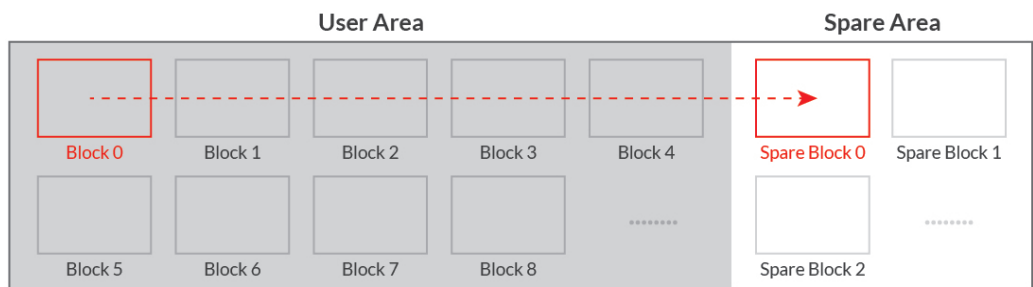 User Area
Spare Area
Block 0
Block 1
Block 2
Block 3
Block 4
Spare Block 0
Spare Block 1
Block 5
Block 6
Block 7
Block 8
Spare Block 2